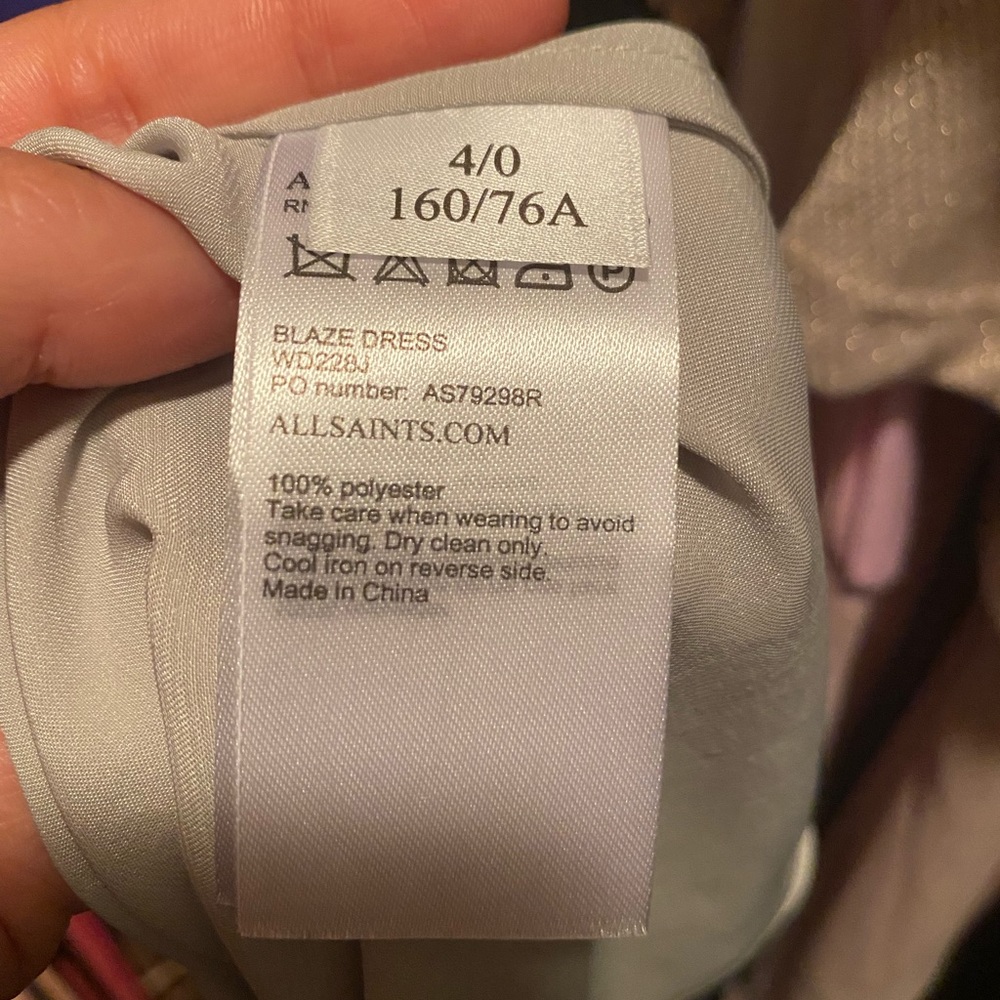 4/0
160/76A
BLAZE DRESS
WD228J
PO number: AS79298R
ALLSAINTS.COM
100% polyester
Take care when wearing to avoid
snagging. Dry clean only.
Cool iron on reverse side.
Made in China
P